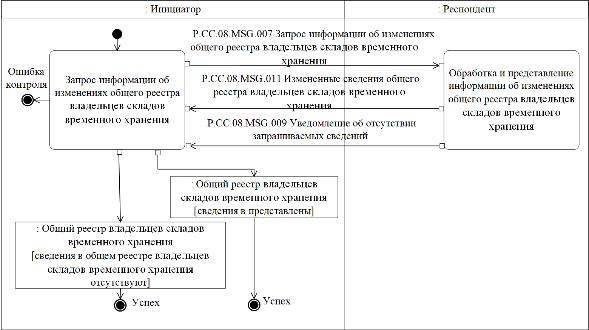 : Инициатор
: Респондент
P.CC.08.MSG.007 Запрос информации об изменениях
общего реестра владельцев складов временного
хранения
Ошибка
контроля
Запрос информации об
изменениях общего реестра
владельцев складов
временного хранения
P.CC.08.MSG.011 Измененные сведения общего
реестра владельцев складов временного
хранения
Обработка и представление
информации об изменениях
общего реестра владельцев
складов временного
хранения
P.CC.08.MSG.009 Уведомление об отсутствии
запрашиваемых сведений
: Общий реестр владельцев
складов временного хранения
[сведения в представлены]
: Общий реестр владельцев складов
временного хранения
[сведения в общем реестре владельцев
складов временного хранения
отсутствуют]
Успех
Успех